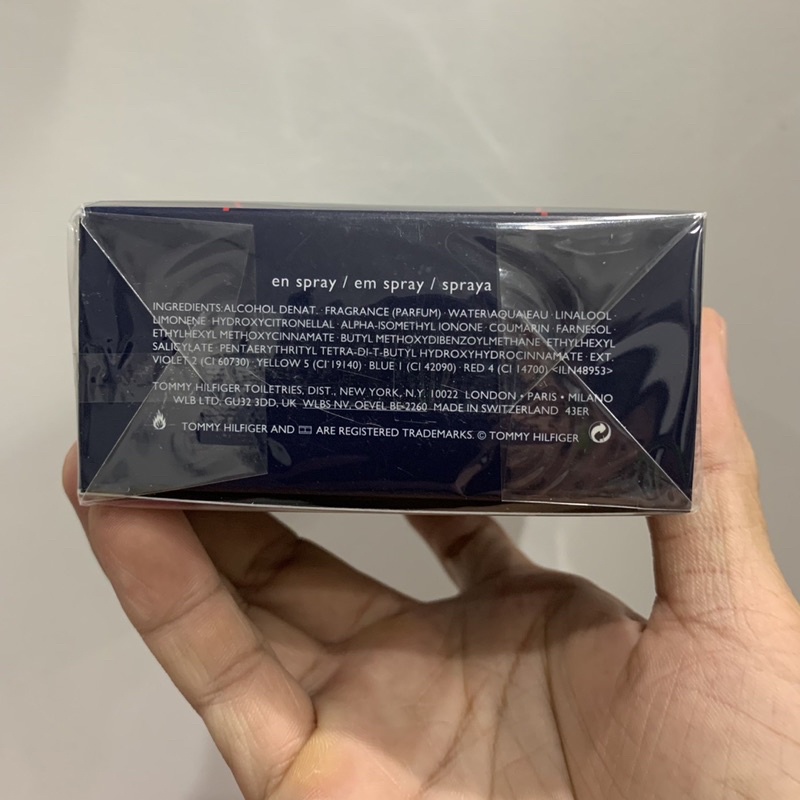 en spray / em spray / spraya
INGREDIENTS: ALCOHOL DENAT. · FRAGRANCE (PARFUM) · WATER\AQUA\EAU · LINALOOL ·
LIMONENE · HYDROXYCITRONELLAL · ALPHA-ISOMETHYL IONONE · COUMARIN · FARNESOL ·
ETHYLHEXYL METHOXYCINNAMATE · BUTYL METHOXYDIBENZOYLMETHANE · ETHYLHEXYL
SALICYLATE · PENTAERYTHRITYL TETRA-DI-T-BUTYL HYDROXYHYDROCINNAMATE · EXT.
VIOLET 2 (CI 60730) · YELLOW 5 (CI 19140) · BLUE 1 (CI 42090) · RED 4 (CI 14700) <ILN48953>
TOMMY HILFIGER TOILETRIES, DIST., NEW YORK, N.Y. 10022 LONDON • PARIS • MILANO
WLB LTD. GU32 3DD, UK WLBS NV. OEVEL BE-2260 MADE IN SWITZERLAND 43ER
TOMMY HILFIGER AND ARE REGISTERED TRADEMARKS. © TOMMY HILFIGER